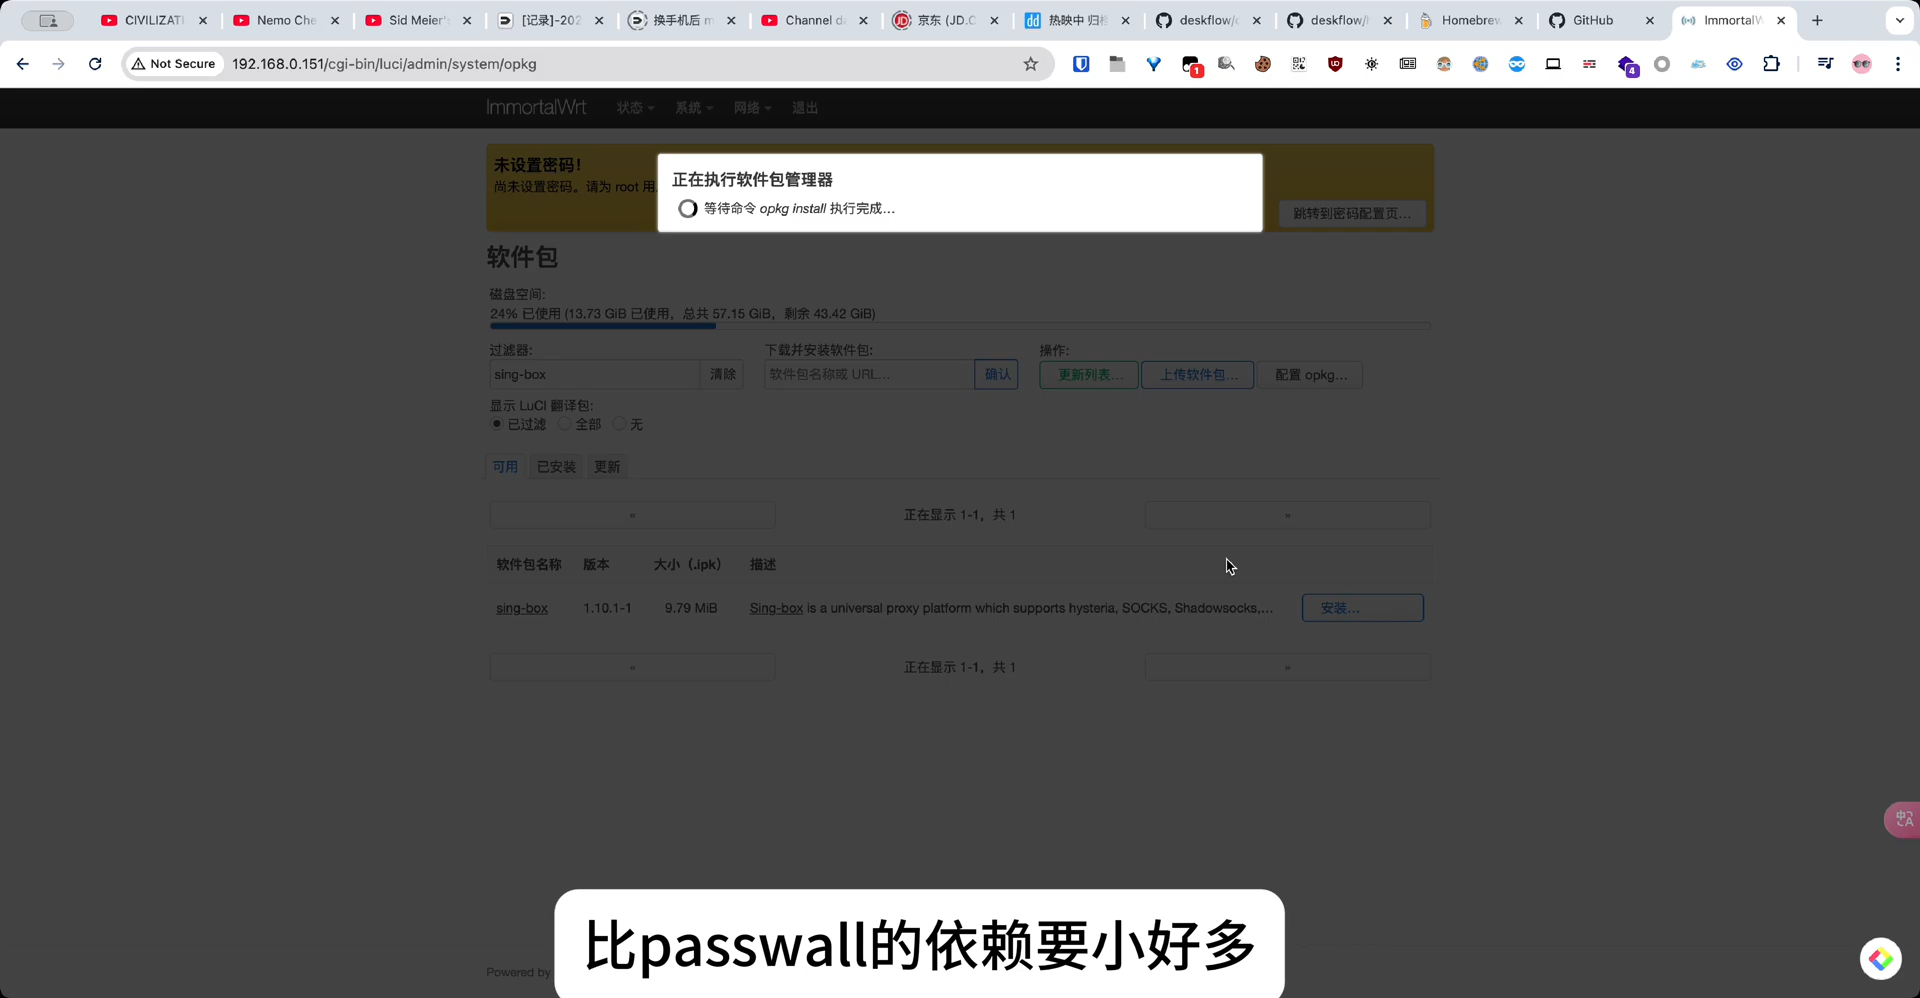 CIVILIZATI
Nemo Che
Sid Meier's
[记录]-202
换手机后 m
Channel da
京东 (JD.C
热映中 归档
deskflow/
deskflow/
Homebrew
GitHub
ImmortalW
Not Secure
192.168.0.151/cgi-bin/luci/admin/system/opkg
1
4
ImmortalWrt
状态
系统
网络
退出
未设置密码!
尚未设置密码。请为 root 用
跳转到密码配置页…
正在执行软件包管理器
等待命令 opkg install 执行完成…
软件包
磁盘空间:
24% 已使用 (13.73 GiB 已使用，总共 57.15 GiB，剩余 43.42 GiB)
过滤器:
sing-box
清除
下载并安装软件包:
软件包名称或 URL…
确认
操作:
更新列表…
上传软件包…
配置 opkg…
显示 LuCI 翻译包:
已过滤
全部
无
可用
已安装
更新
«
正在显示 1-1，共 1
»
软件包名称
版本
大小（.ipk）
描述
sing-box
1.10.1-1
9.79 MiB
Sing-box is a universal proxy platform which supports hysteria, SOCKS, Shadowsocks,…
安装…
«
正在显示 1-1，共 1
»
Powered by
比passwall的依赖要小好多